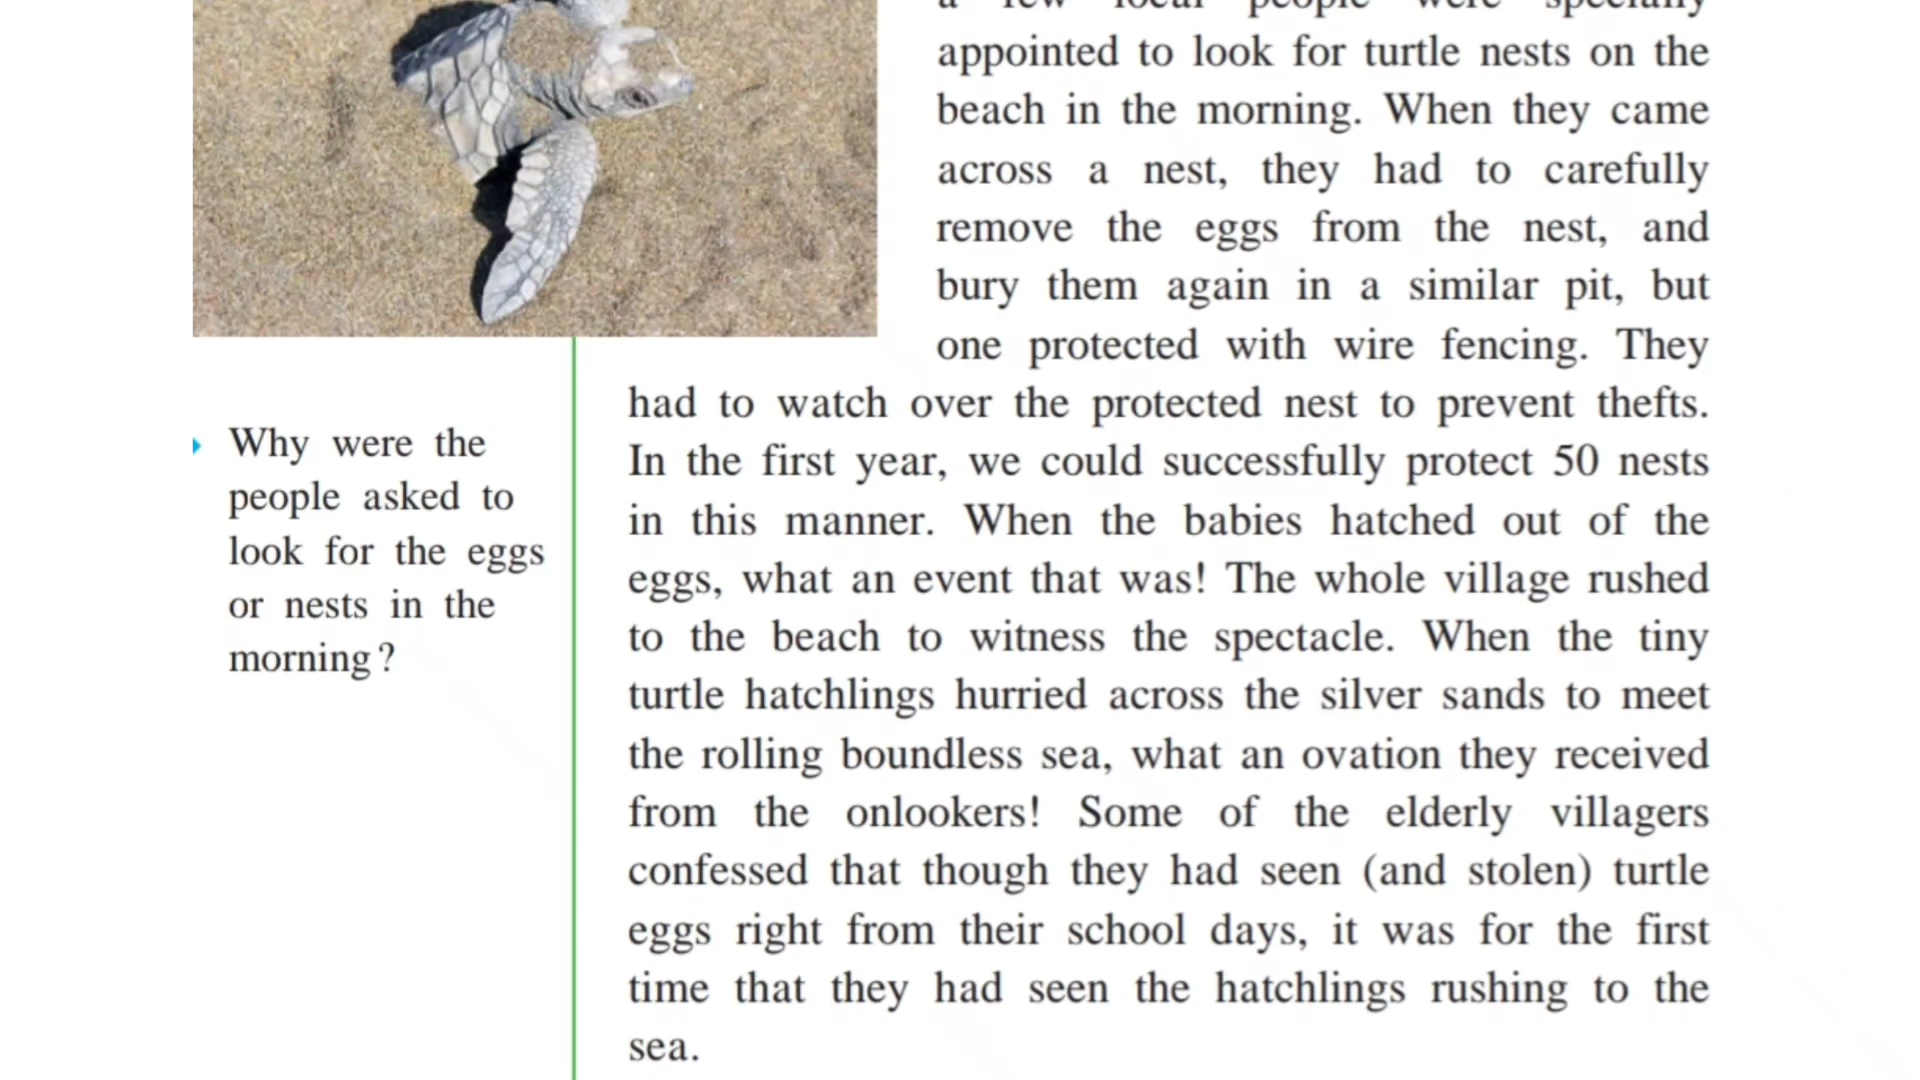 a few local people were specially
appointed to look for turtle nests on the
beach in the morning. When they came
across a nest, they had to carefully
remove the eggs from the nest, and
bury them again in a similar pit, but
one protected with wire fencing. They
had to watch over the protected nest to prevent thefts.
In the first year, we could successfully protect 50 nests
in this manner. When the babies hatched out of the
eggs, what an event that was! The whole village rushed
to the beach to witness the spectacle. When the tiny
turtle hatchlings hurried across the silver sands to meet
the rolling boundless sea, what an ovation they received
from the onlookers! Some of the elderly villagers
confessed that though they had seen (and stolen) turtle
eggs right from their school days, it was for the first
time that they had seen the hatchlings rushing to the
sea.
Why were the
people asked to
look for the eggs
or nests in the
morning?